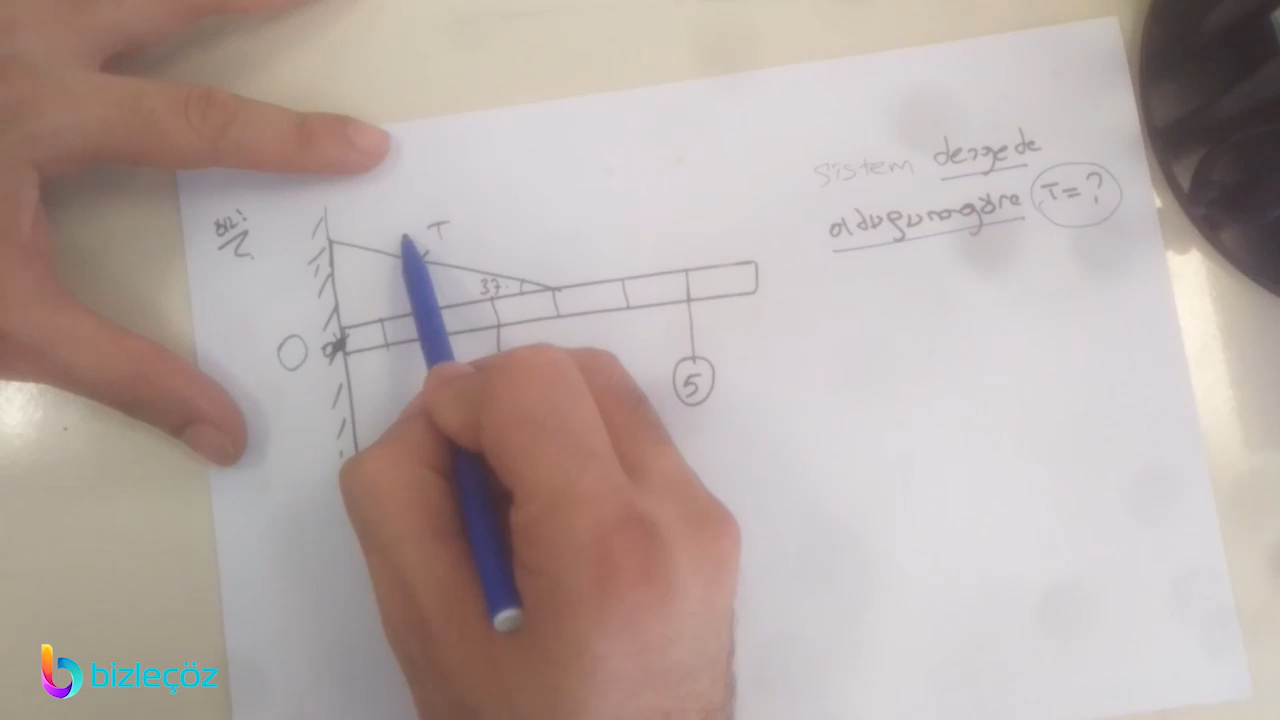 sistem dengede
olduğuna göre T = ?
T
37°
O
5
bizleçöz